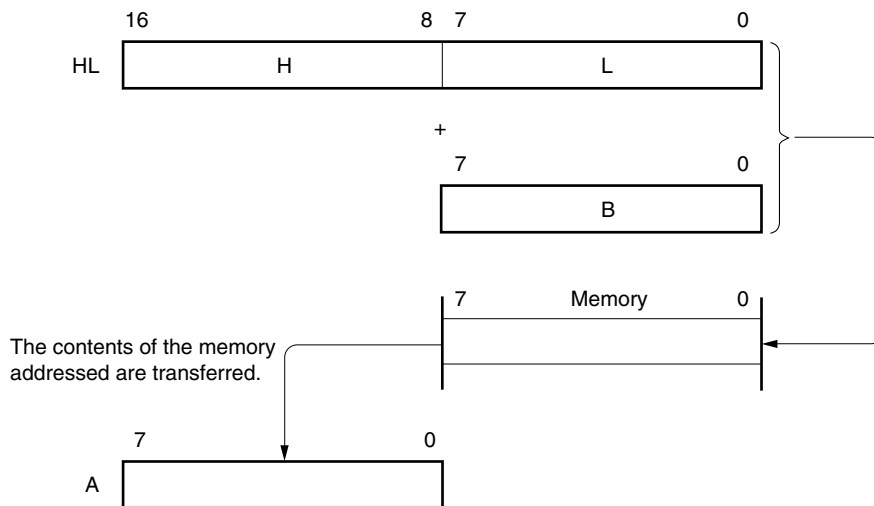 16 8 7 0
HL H L
+
7 0
B
7 Memory 0
The contents of the memory
addressed are transferred.
7 0
A